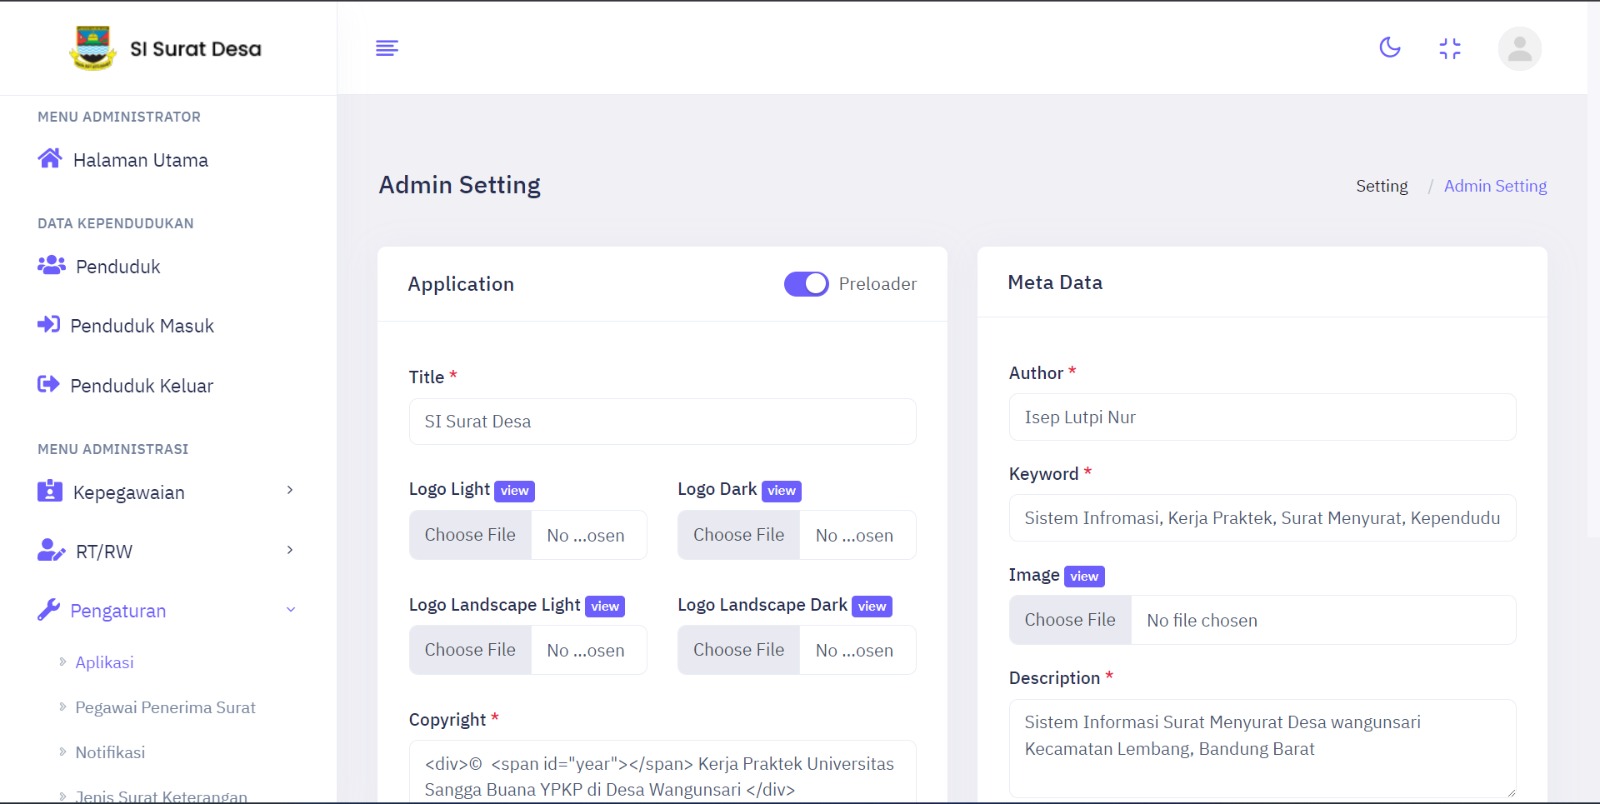 SI Surat Desa
MENU ADMINISTRATOR
Halaman Utama
DATA KEPENDUDUKAN
Penduduk
Penduduk Masuk
Penduduk Keluar
MENU ADMINISTRASI
Kepegawaian
RT/RW
Pengaturan
Aplikasi
Pegawai Penerima Surat
Notifikasi
Jenis Surat Keterangan
Admin Setting
Setting / Admin Setting
Application
Preloader
Title *
SI Surat Desa
Logo Light view
Choose File No ...osen
Logo Dark view
Choose File No ...osen
Logo Landscape Light view
Choose File No ...osen
Logo Landscape Dark view
Choose File No ...osen
Copyright *
<div>© <span id="year"></span> Kerja Praktek Universitas
Sangga Buana YPKP di Desa Wangunsari </div>
Meta Data
Author *
Isep Lutpi Nur
Keyword *
Sistem Infromasi, Kerja Praktek, Surat Menyurat, Kependudu
Image view
Choose File No file chosen
Description *
Sistem Informasi Surat Menyurat Desa wangunsari
Kecamatan Lembang, Bandung Barat